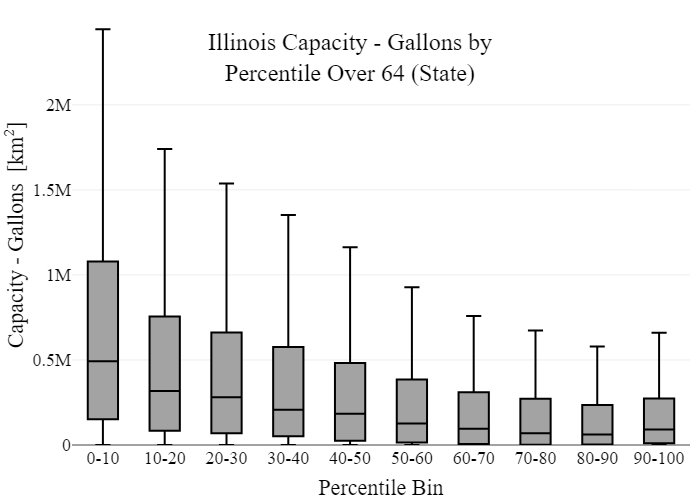 Illinois Capacity - Gallons by
Percentile Over 64 (State)
Capacity - Gallons [km²]
2M
1.5M
1M
0.5M
0
0-10 10-20 20-30 30-40 40-50 50-60 60-70 70-80 80-90 90-100
Percentile Bin